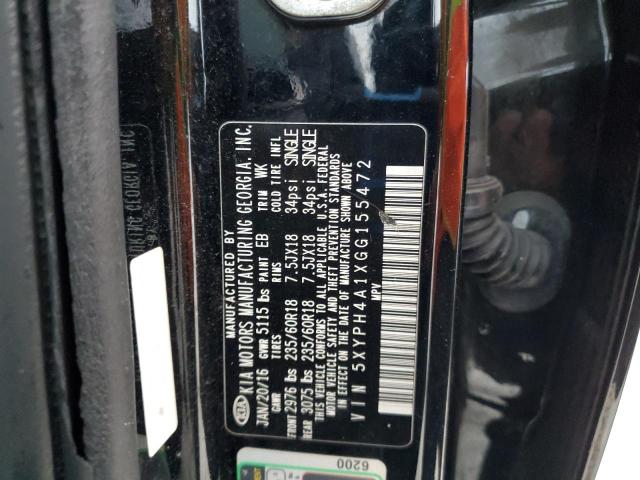 MANUFACTURED BY
KIA KIA MOTORS MANUFACTURING GEORGIA, INC.
JAN/20/16 GVWR 5115 lbs PAINT EB TRIM WK
GAWR TIRES RIMS COLD TIRE INFL
FRONT 2976 lbs 235/60R18 7.5JX18 34psi SINGLE
REAR 3075 lbs 235/60R18 7.5JX18 34psi SINGLE
THIS VEHICLE CONFORMS TO ALL APPLICABLE U.S.A. FEDERAL
MOTOR VEHICLE SAFETY AND THEFT PREVENTION STANDARDS
IN EFFECT ON THE DATE OF MANUFACTURE SHOWN ABOVE
VIN 5XYPH4A1XGG155472
MPV
6200